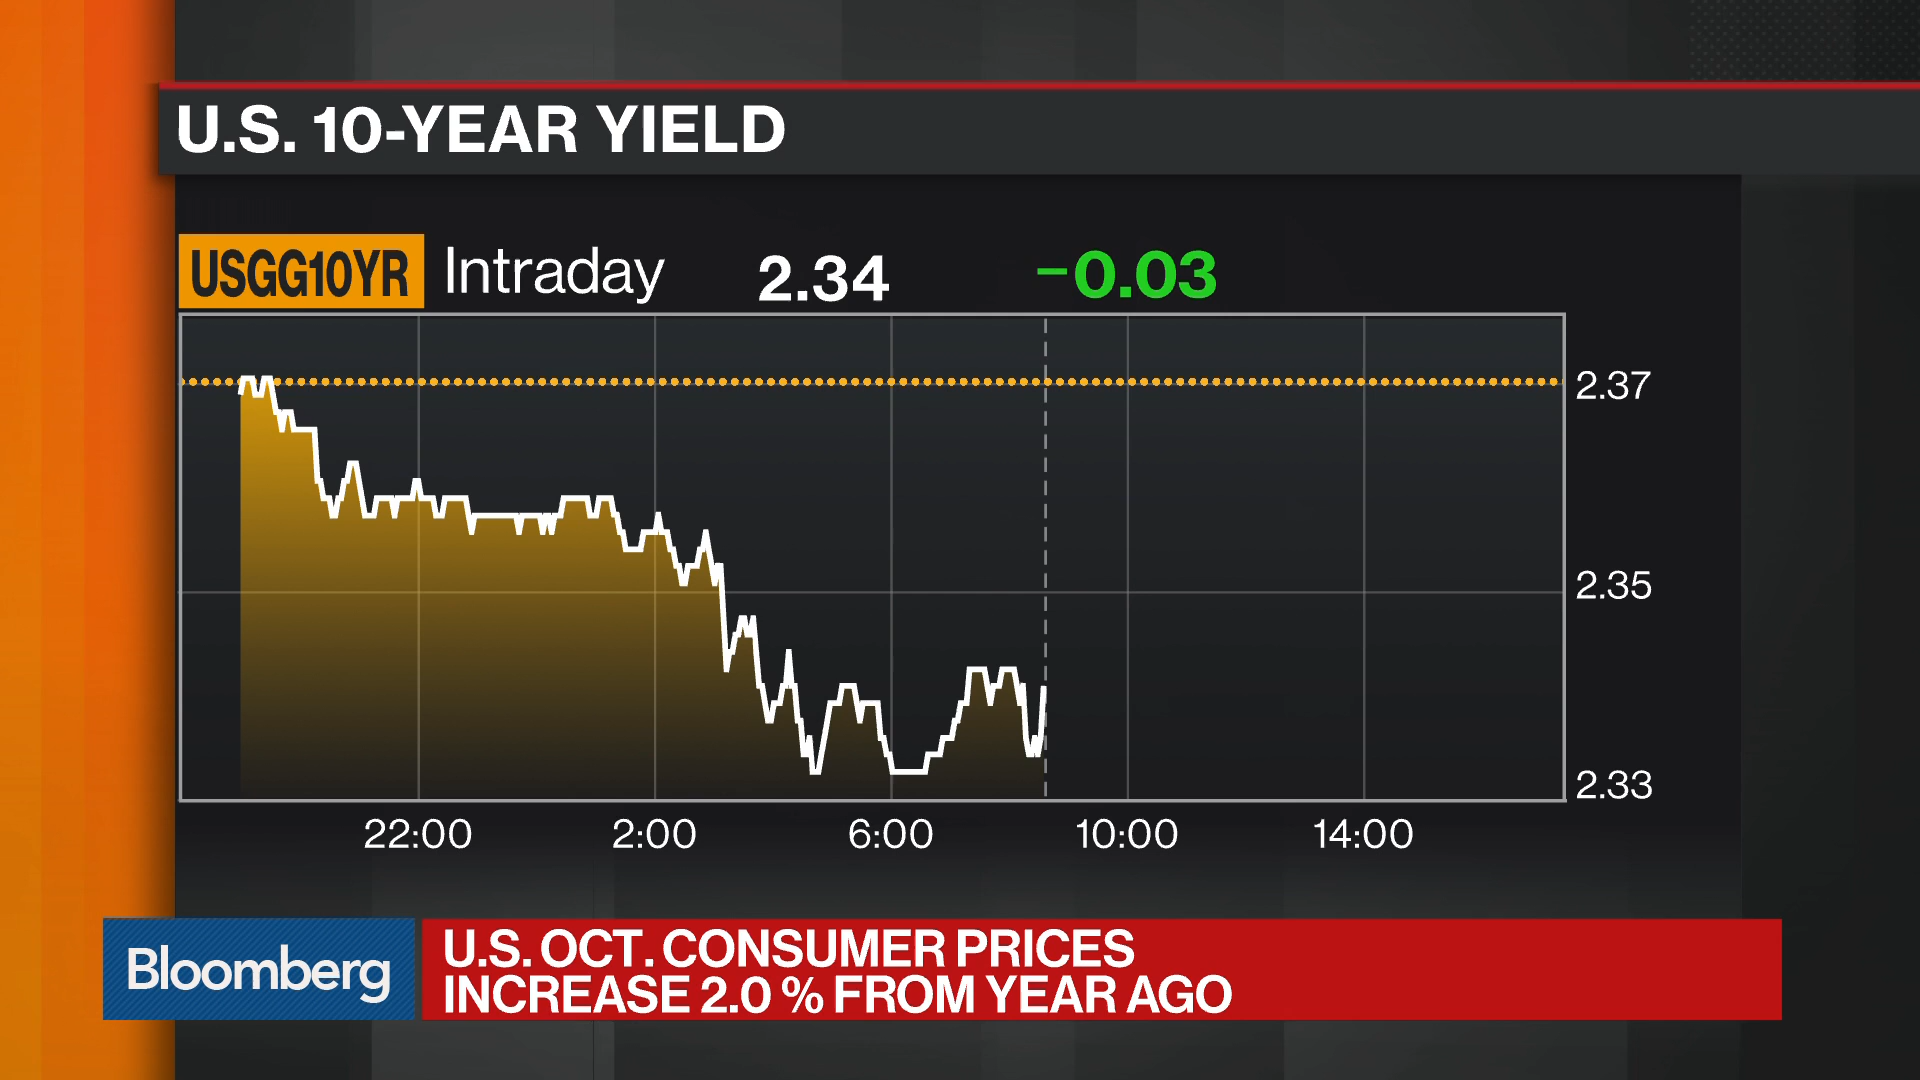 U.S. 10-YEAR YIELD
USGG10YR Intraday 2.34 -0.03
2.37
2.35
2.33
22:00 2:00 6:00 10:00 14:00
Bloomberg
U.S. OCT. CONSUMER PRICES
INCREASE 2.0 % FROM YEAR AGO